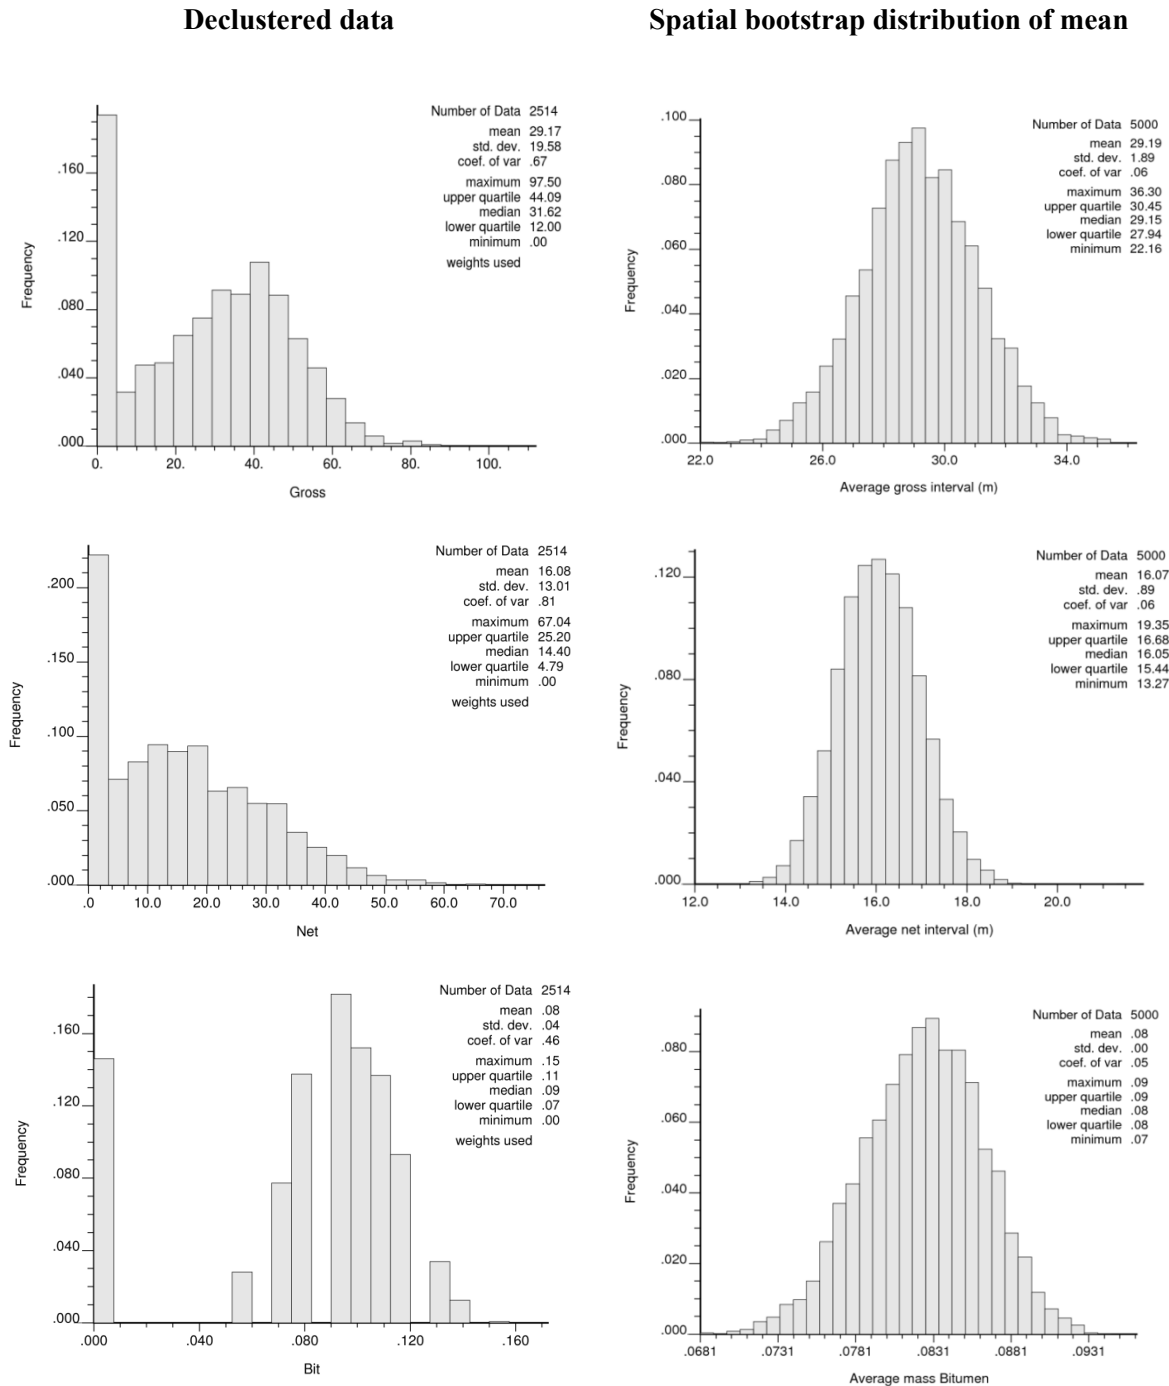 Declustered data
Spatial bootstrap distribution of mean
Frequency
.160
.120
.080
.040
.000
0. 20. 40. 60. 80. 100.
Gross
Number of Data 2514
mean 29.17
std. dev. 19.58
coef. of var .67
maximum 97.50
upper quartile 44.09
median 31.62
lower quartile 12.00
minimum .00
weights used
Frequency
.100
.080
.060
.040
.020
.000
22.0 26.0 30.0 34.0
Average gross interval (m)
Number of Data 5000
mean 29.19
std. dev. 1.89
coef. of var .06
maximum 36.30
upper quartile 30.45
median 29.15
lower quartile 27.94
minimum 22.16
Frequency
.200
.150
.100
.050
.000
.0 10.0 20.0 30.0 40.0 50.0 60.0 70.0
Net
Number of Data 2514
mean 16.08
std. dev. 13.01
coef. of var .81
maximum 67.04
upper quartile 25.20
median 14.40
lower quartile 4.79
minimum .00
weights used
Frequency
.120
.080
.040
.000
12.0 14.0 16.0 18.0 20.0
Average net interval (m)
Number of Data 5000
mean 16.07
std. dev. .89
coef. of var .06
maximum 19.35
upper quartile 16.68
median 16.05
lower quartile 15.44
minimum 13.27
Frequency
.160
.120
.080
.040
.000
.000 .040 .080 .120 .160
Bit
Number of Data 2514
mean .08
std. dev. .04
coef. of var .46
maximum .15
upper quartile .11
median .09
lower quartile .07
minimum .00
weights used
Frequency
.080
.060
.040
.020
.000
.0681 .0731 .0781 .0831 .0881 .0931
Average mass Bitumen
Number of Data 5000
mean .08
std. dev. .00
coef. of var .05
maximum .09
upper quartile .09
median .08
lower quartile .08
minimum .07